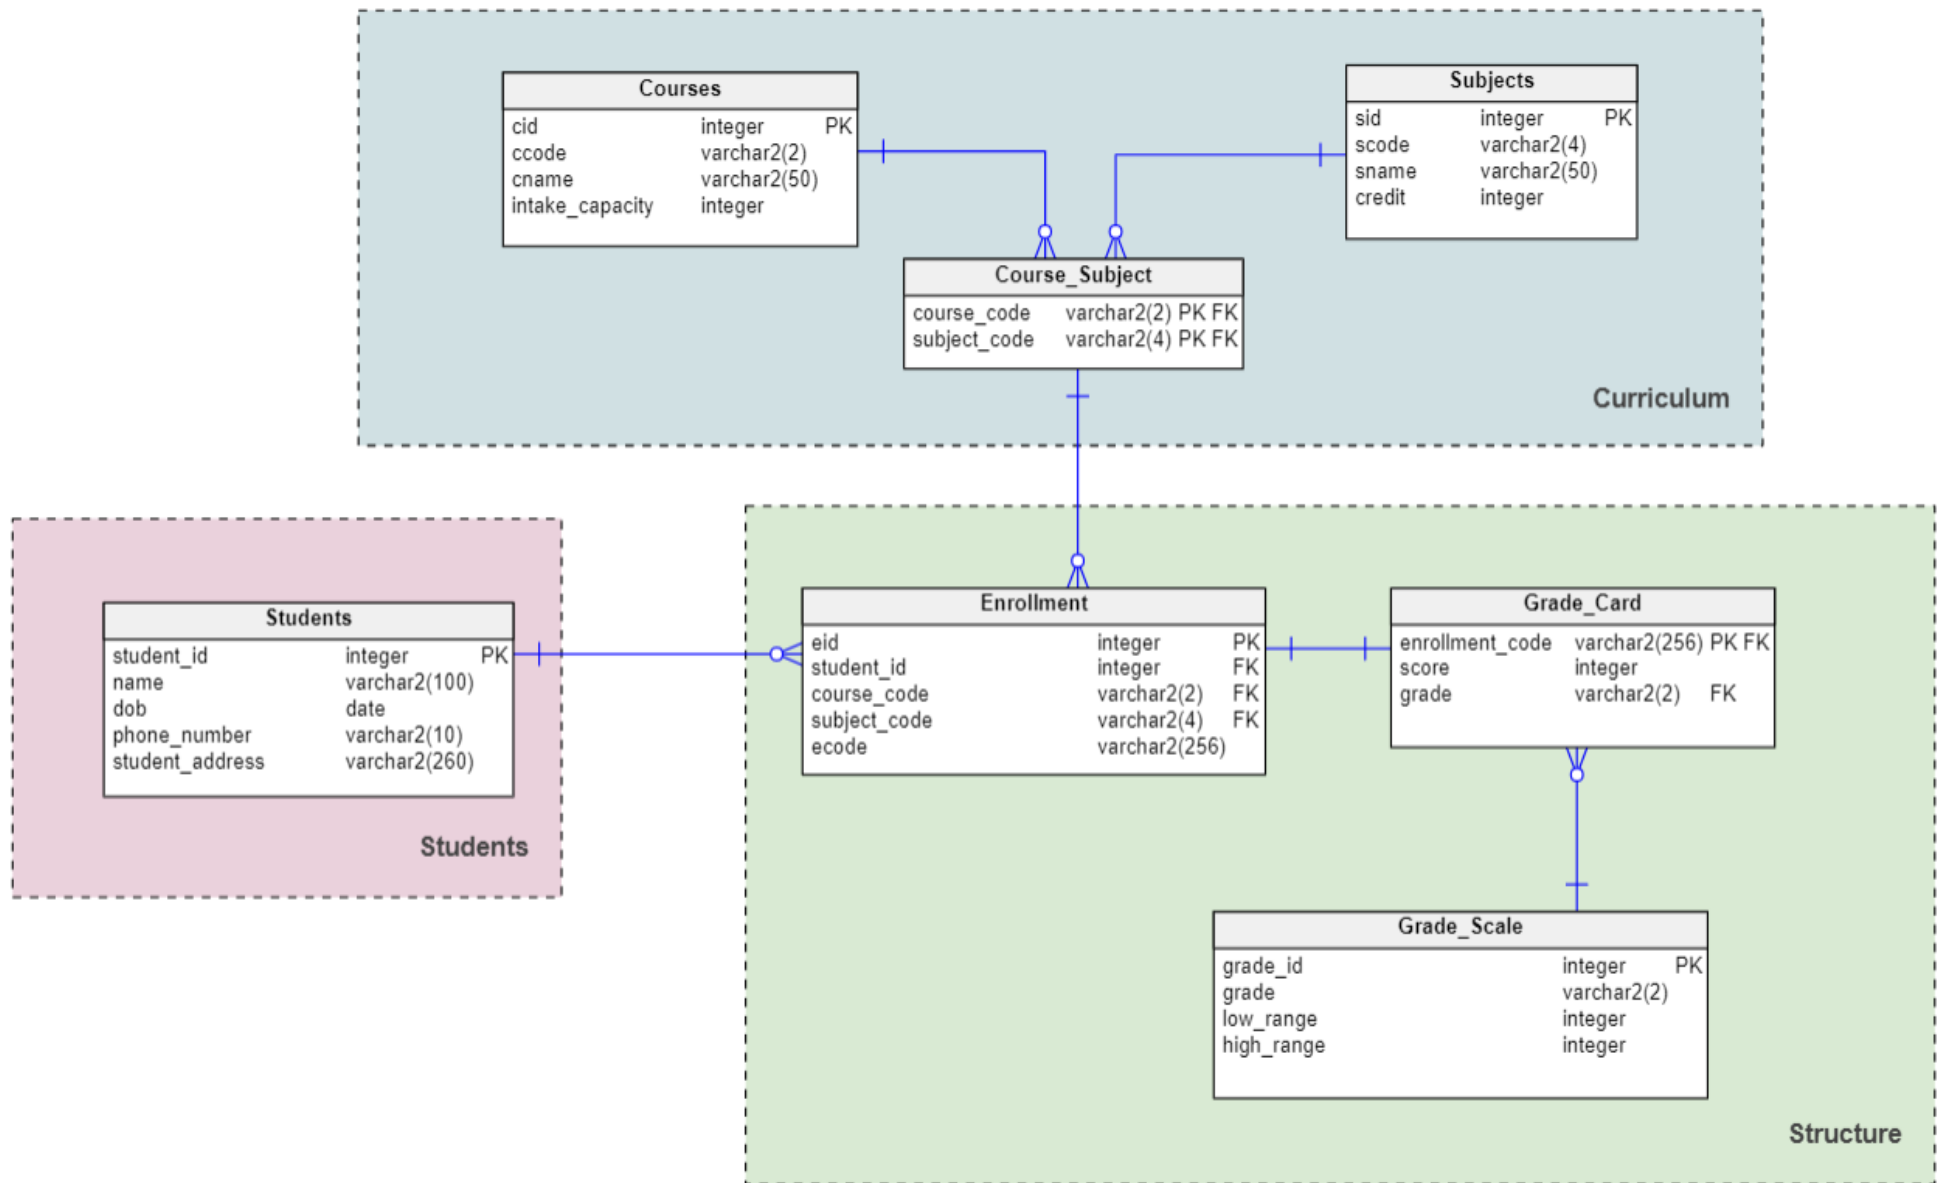 Courses
cid integer PK
ccode varchar2(2)
cname varchar2(50)
intake_capacity integer
Subjects
sid integer PK
scode varchar2(4)
sname varchar2(50)
credit integer
Course_Subject
course_code varchar2(2) PK FK
subject_code varchar2(4) PK FK
Curriculum
Students
student_id integer PK
name varchar2(100)
dob date
phone_number varchar2(10)
student_address varchar2(260)
Students
Enrollment
eid integer PK
student_id integer FK
course_code varchar2(2) FK
subject_code varchar2(4) FK
ecode varchar2(256)
Grade_Card
enrollment_code varchar2(256) PK FK
score integer
grade varchar2(2) FK
Grade_Scale
grade_id integer PK
grade varchar2(2)
low_range integer
high_range integer
Structure